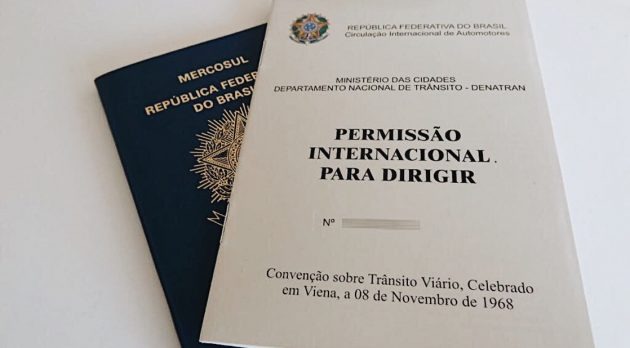 MERCOSUL
REPÚBLICA FEDER
DO BRASIL
REPÚBLICA FEDERATIVA DO BRASIL
Circulação Internacional de Automotores
MINISTÉRIO DAS CIDADES
DEPARTAMENTO NACIONAL DE TRÂNSITO - DENATRAN
PERMISSÃO
INTERNACIONAL.
PARA DIRIGIR
Nº
Convenção sobre Trânsito Viário, Celebrado
em Viena, a 08 de Novembro de 1968